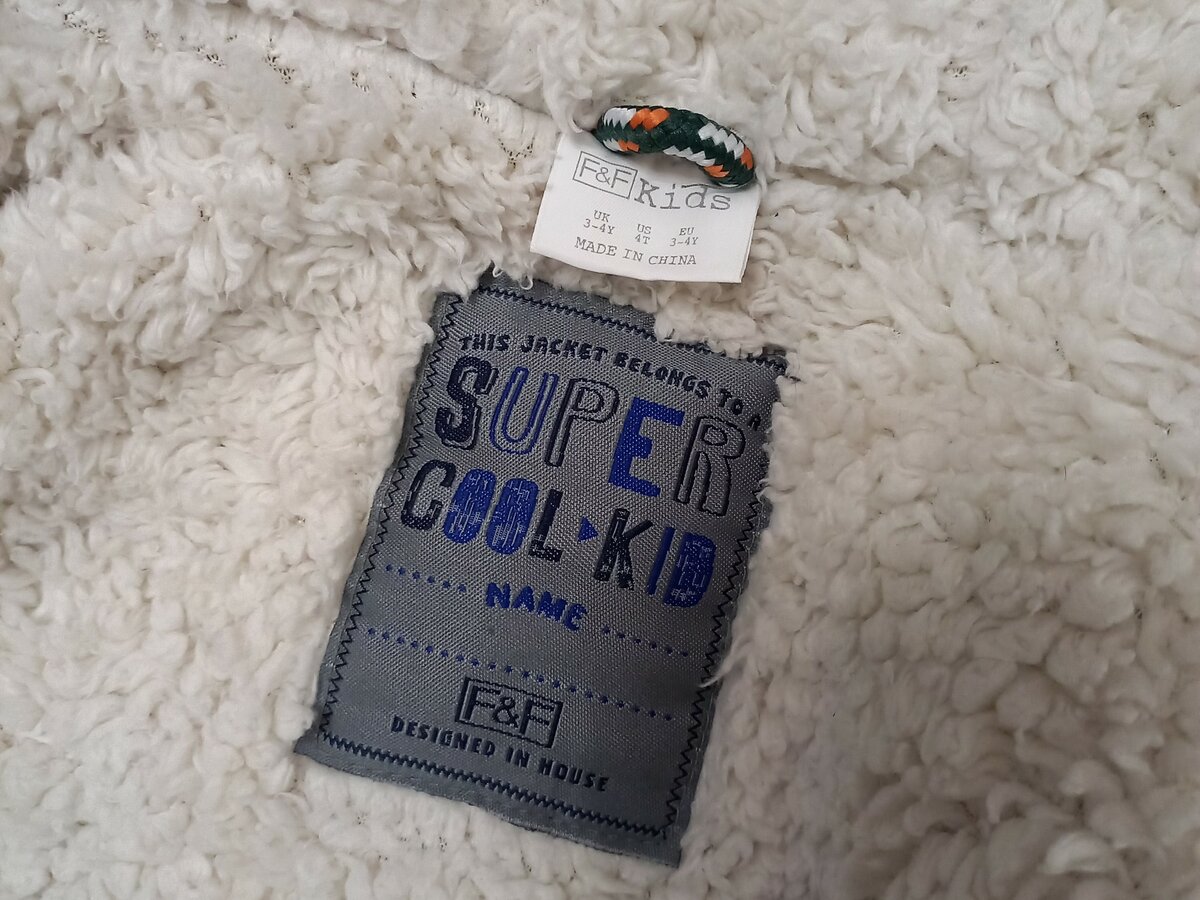 F&F Kids
UK US EU
3-4Y 4T 3-4Y
MADE IN CHINA
THIS JACKET BELONGS TO A
SUPER
COOL KID
NAME
F&F
DESIGNED IN HOUSE